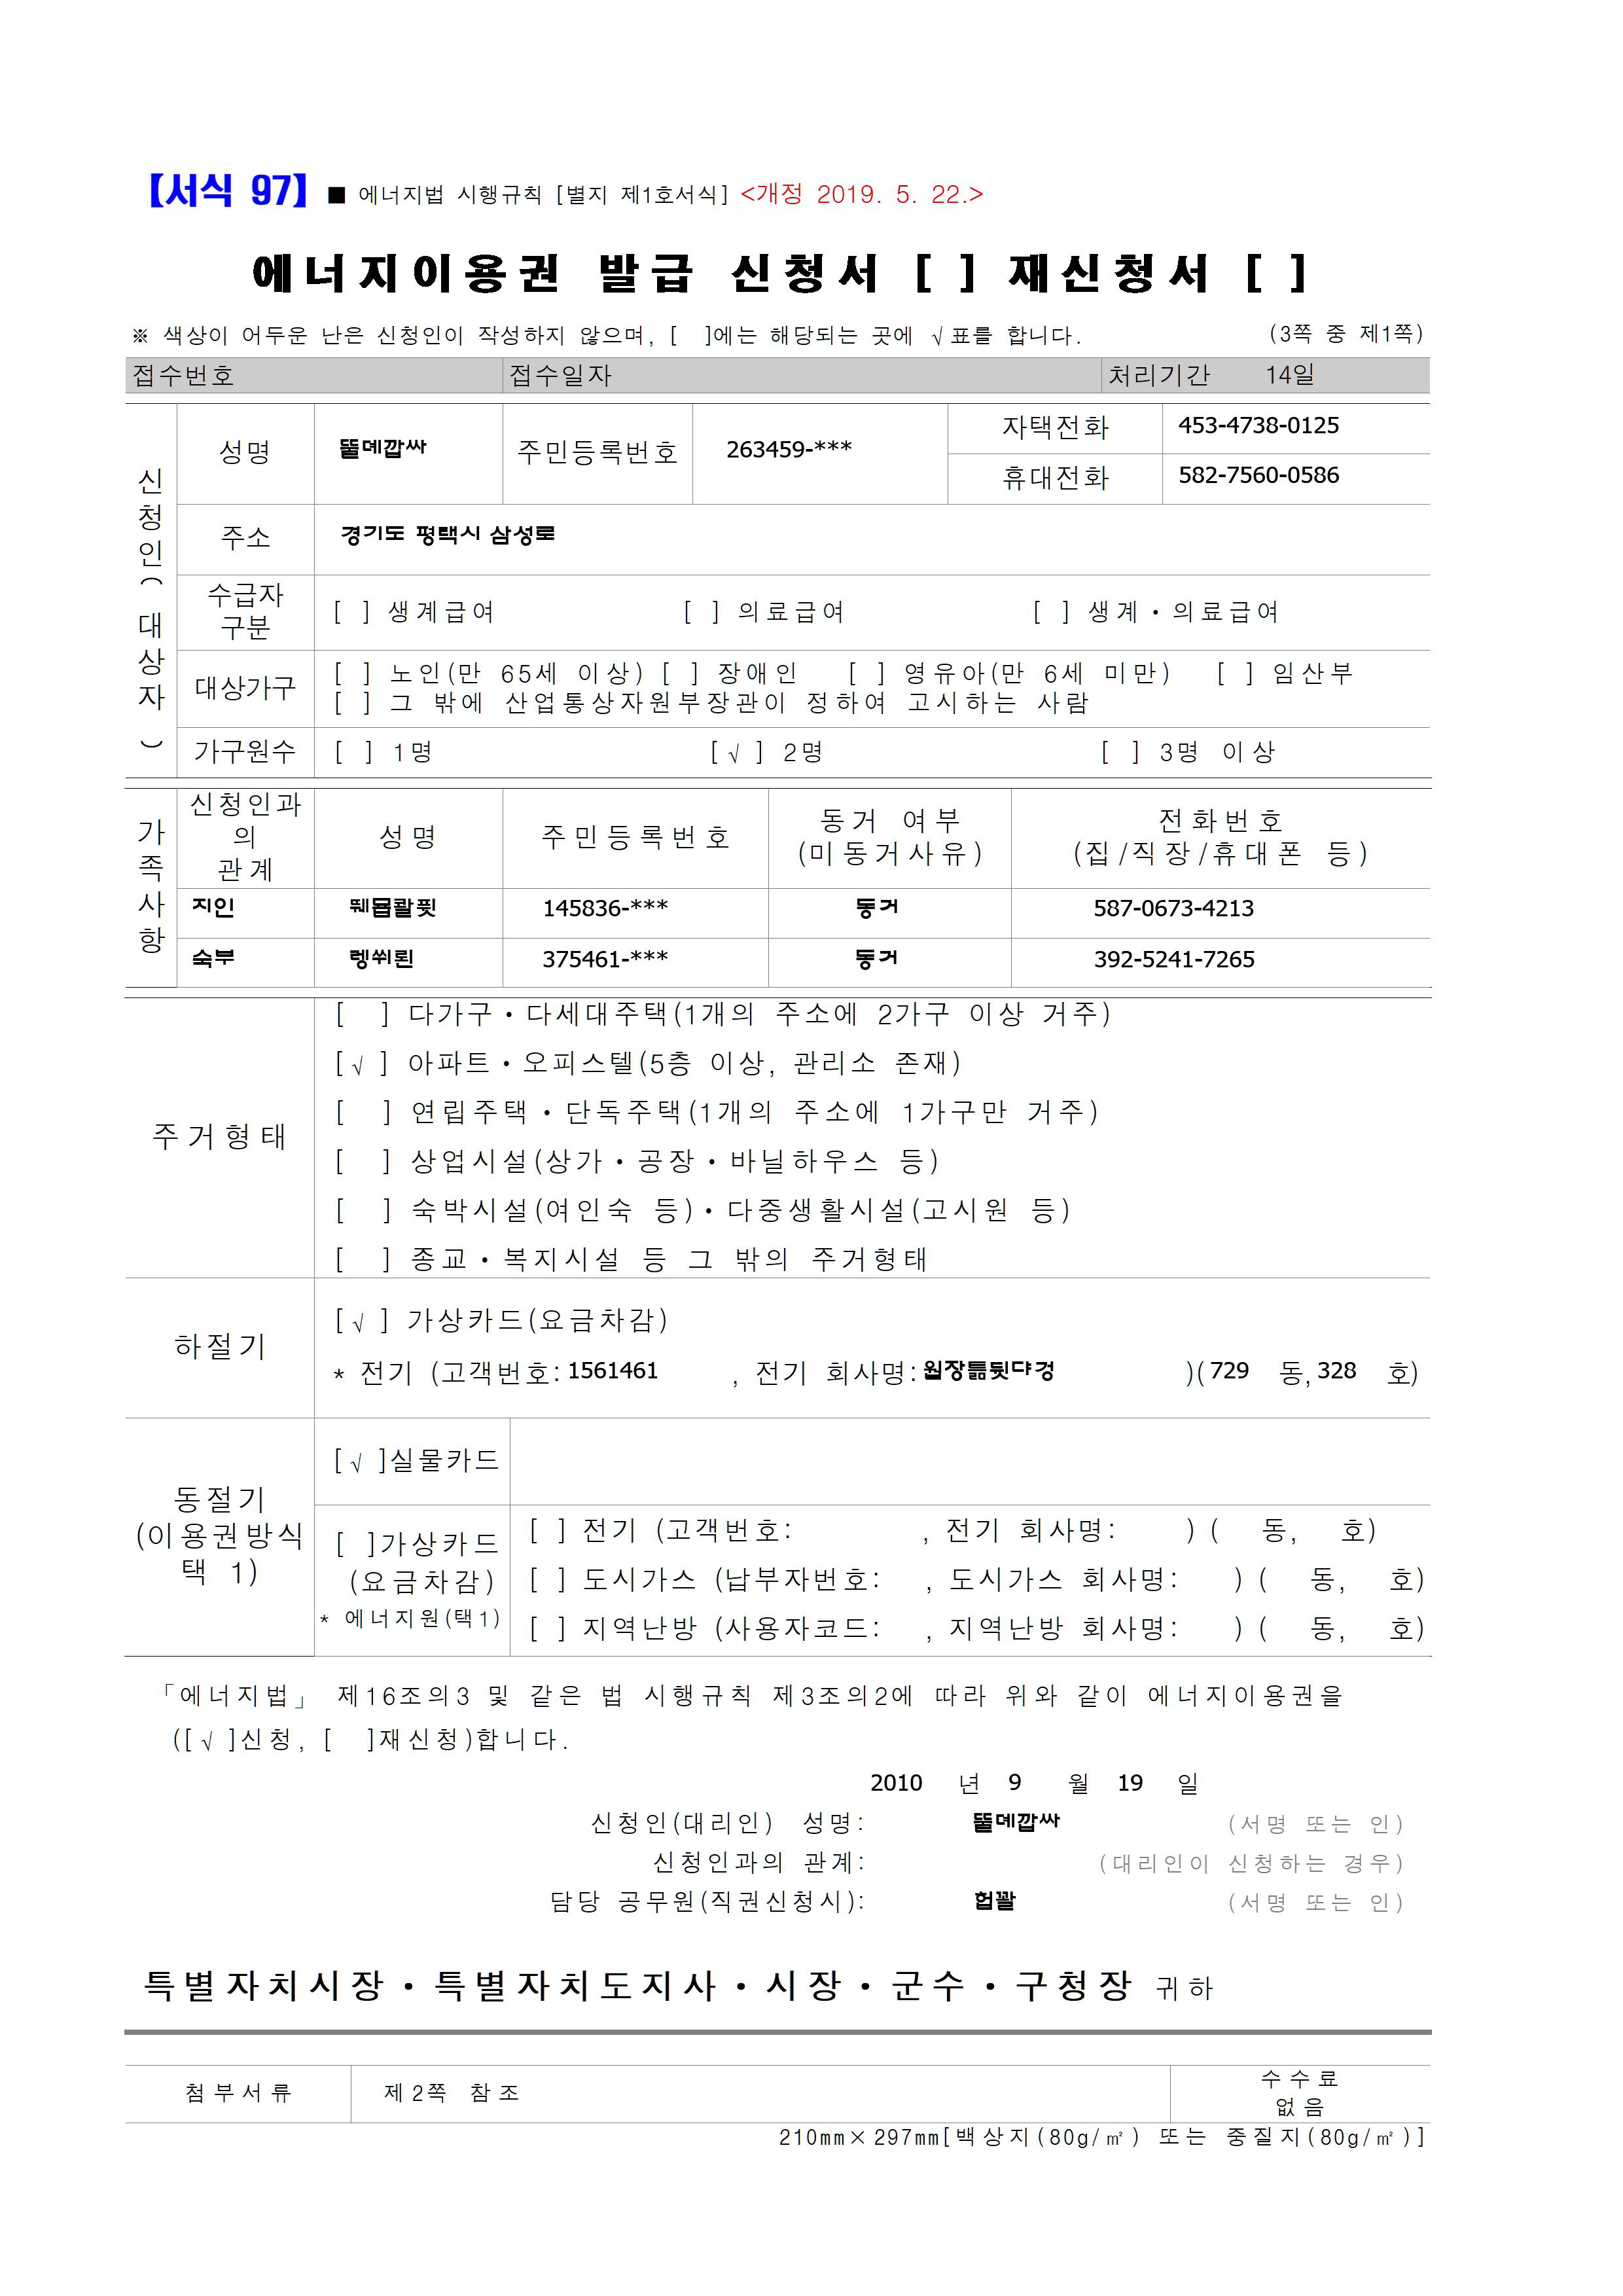 【서식 97】 ■ 에너지법 시행규칙 [별지 제1호서식] <개정 2019. 5. 22.>
에너지이용권 발급 신청서 [ ] 재신청서 [ ]
※ 색상이 어두운 난은 신청인이 작성하지 않으며, [ ]에는 해당되는 곳에 √표를 합니다. (3쪽 중 제1쪽)
접수번호 접수일자 처리기간 14일
신청인(대상자)
성명 뚤데깝싸 주민등록번호 263459-*** 자택전화 453-4738-0125
휴대전화 582-7560-0586
주소 경기도 평택시 삼성로
수급자
구분
[ ] 생계급여 [ ] 의료급여 [ ] 생계·의료급여
대상가구 [ ] 노인(만 65세 이상) [ ] 장애인 [ ] 영유아(만 6세 미만) [ ] 임산부
[ ] 그 밖에 산업통상자원부장관이 정하여 고시하는 사람
가구원수 [ ] 1명 [√ ] 2명 [ ] 3명 이상
가족사항
신청인과
의
관계
성명 주민등록번호 동거 여부
(미동거사유)
전화번호
(집/직장/휴대폰 등)
지인 145836-*** 동거 587-0673-4213
숙부 렝쒸뢴 375461-*** 동거 392-5241-7265
주거형태
[ ] 다가구·다세대주택(1개의 주소에 2가구 이상 거주)
[√ ] 아파트·오피스텔(5층 이상, 관리소 존재)
[ ] 연립주택·단독주택(1개의 주소에 1가구만 거주)
[ ] 상업시설(상가·공장·바닐하우스 등)
[ ] 숙박시설(여인숙 등)·다중생활시설(고시원 등)
[ ] 종교·복지시설 등 그 밖의 주거형태
하절기
[√ ] 가상카드(요금차감)
* 전기 (고객번호: 1561461 , 전기 회사명: )( 729 동, 328 호)
동절기
(이용권방식
택 1)
[√ ]실물카드
[ ]가상카드
(요금차감)
* 에너지원(택1)
[ ] 전기 (고객번호: , 전기 회사명: ) ( 동, 호)
[ ] 도시가스 (납부자번호: , 도시가스 회사명: ) ( 동, 호)
[ ] 지역난방 (사용자코드: , 지역난방 회사명: ) ( 동, 호)
「에너지법」 제16조의3 및 같은 법 시행규칙 제3조의2에 따라 위와 같이 에너지이용권을
([√ ]신청, [ ]재신청)합니다.
2010 년 9 월 19 일
신청인(대리인) 성명: 뚤데깝싸 (서명 또는 인)
신청인과의 관계: (대리인이 신청하는 경우)
담당 공무원(직권신청시): 헙꽐 (서명 또는 인)
특별자치시장·특별자치도지사·시장·군수·구청장 귀하
첨부서류 제2쪽 참조 수수료
없음
210mm×297mm[백상지(80g/㎡) 또는 중질지(80g/㎡)]